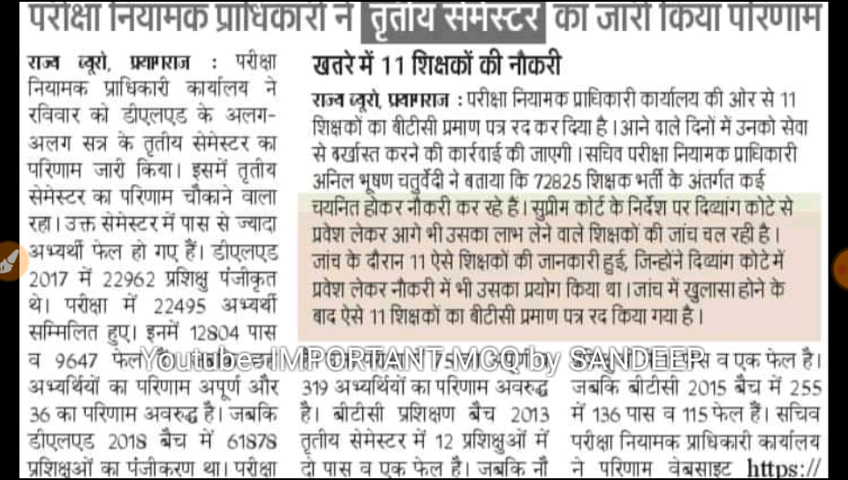 परीक्षा नियामक प्राधिकारी ने तृतीय सेमेस्टर का जारी किया परिणाम
राज्य ब्यूरो, प्रयागराज : परीक्षा
नियामक प्राधिकारी कार्यालय ने
रविवार को डीएलएड के अलग-
अलग सत्र के तृतीय सेमेस्टर का
परिणाम जारी किया। इसमें तृतीय
सेमेस्टर का परिणाम चौकाने वाला
रहा। उक्त सेमेस्टर में पास से ज्यादा
अभ्यर्थी फेल हो गए हैं। डीएलएड
2017 में 22962 प्रशिक्षु पंजीकृत
थे। परीक्षा में 22495 अभ्यर्थी
सम्मिलित हुए। इनमें 12804 पास
व 9647 फेल
अभ्यर्थियों का परिणाम अपूर्ण और
36 का परिणाम अवरुद्ध है। जबकि
डीएलएड 2018 बैच में 61878
प्रशिक्षुओं का पंजीकरण था। परीक्षा
खतरे में 11 शिक्षकों की नौकरी
राज्य ब्यूरो, प्रयागराज : परीक्षा नियामक प्राधिकारी कार्यालय की ओर से 11
शिक्षकों का बीटीसी प्रमाण पत्र रद कर दिया है। आने वाले दिनों में उनको सेवा
से बर्खास्त करने की कार्रवाई की जाएगी। सचिव परीक्षा नियामक प्राधिकारी
अनिल भूषण चतुर्वेदी ने बताया कि 72825 शिक्षक भर्ती के अंतर्गत कई
चयनित होकर नौकरी कर रहे हैं। सुप्रीम कोर्ट के निर्देश पर दिव्यांग कोटे से
प्रवेश लेकर आगे भी उसका लाभ लेने वाले शिक्षकों की जांच चल रही है।
जांच के दौरान 11 ऐसे शिक्षकों की जानकारी हुई, जिन्होने दिव्यांग कोटे में
प्रवेश लेकर नौकरी में भी उसका प्रयोग किया था। जांच में खुलासा होने के
बाद ऐसे 11 शिक्षकों का बीटीसी प्रमाण पत्र रद किया गया है।
319 अभ्यर्थियों का परिणाम अवरुद्ध
है। बीटीसी प्रशिक्षण बैच 2013
तृतीय सेमेस्टर में 12 प्रशिक्षुओं में
दो पास व एक फेल है। जबकि नौ
पास व एक फेल है।
जबकि बीटीसी 2015 बैच में 255
में 136 पास व 115 फेल हैं। सचिव
परीक्षा नियामक प्राधिकारी कार्यालय
ने परिणाम वेबसाइट https://
Youtube=IMPORTANT MCQ by SANDEEP